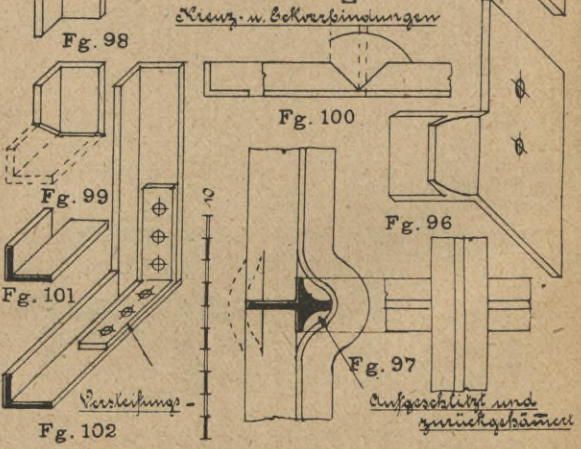 Kreuz- u. Eckverbindungen
Fg. 98
Fg. 100
Fg. 99
Fg. 96
10
Fg. 101
Fg. 97
Versteifungs-
Aufgeschlitzt und
zurückgehämmert
Fg. 102